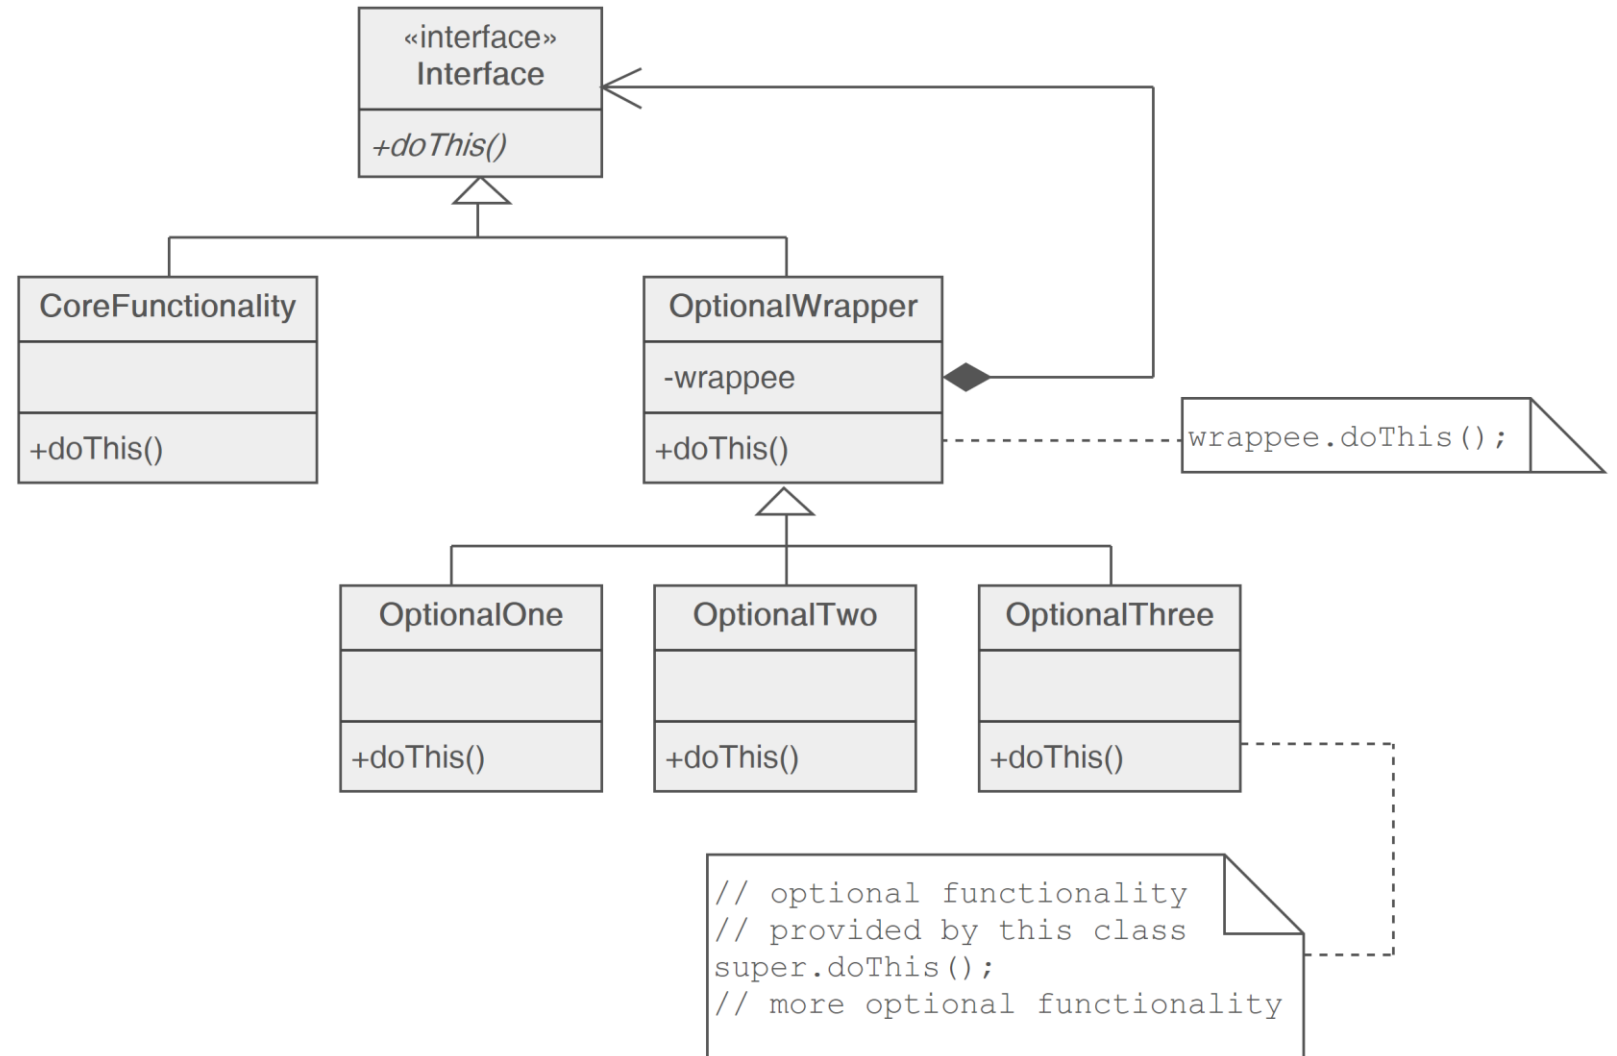 «interface»
Interface
+doThis()
CoreFunctionality
+doThis()
OptionalWrapper
-wrappee
+doThis()
wrappee.doThis();
OptionalOne
+doThis()
OptionalTwo
+doThis()
OptionalThree
+doThis()
// optional functionality
// provided by this class
super.doThis();
// more optional functionality